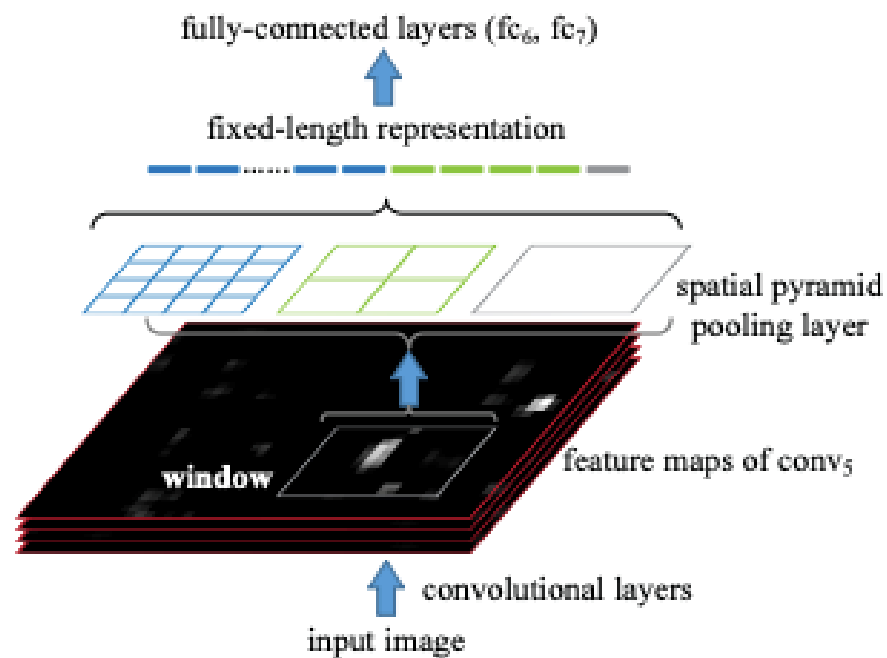 fully-connected layers (fc₆, fc₇)
fixed-length representation
spatial pyramid
pooling layer
window
feature maps of conv₅
convolutional layers
input image